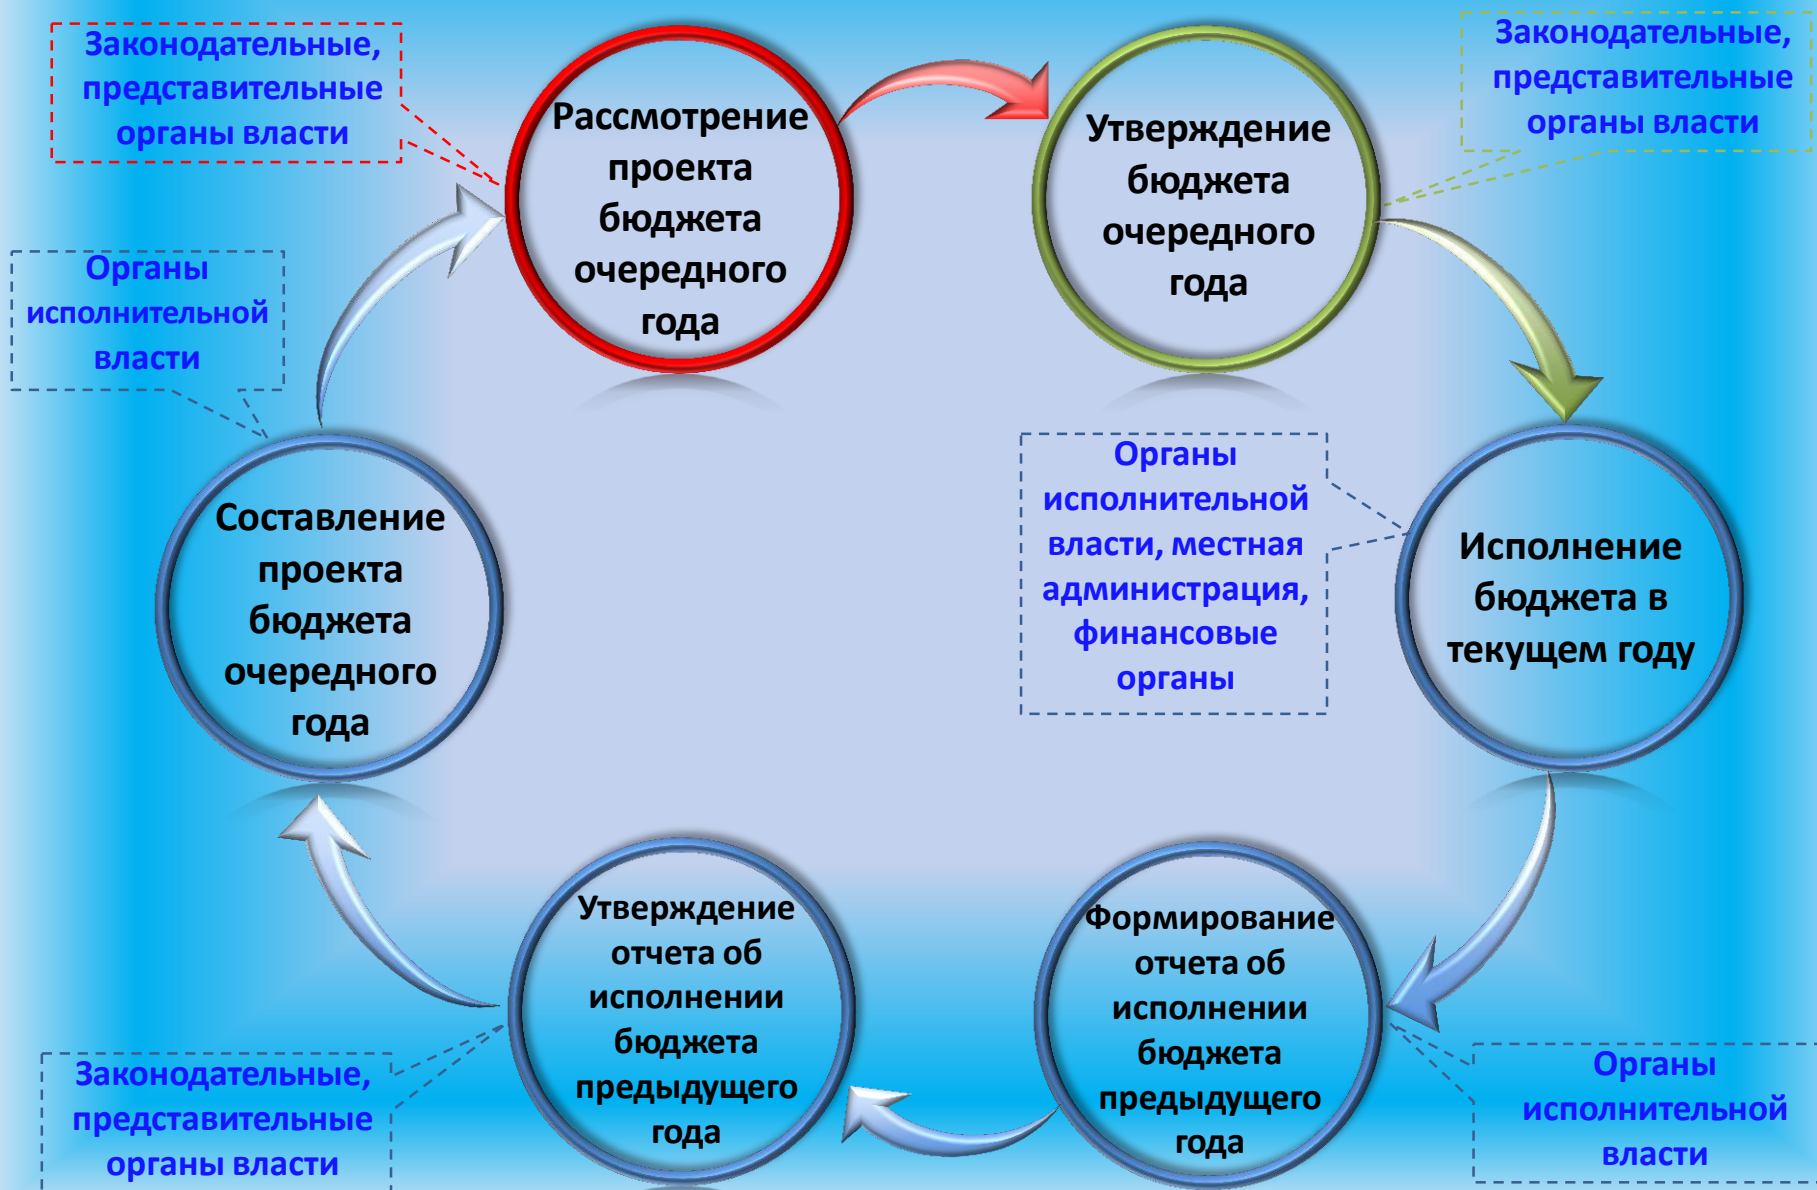 Законодательные,
представительные
органы власти
Рассмотрение
проекта
бюджета
очередного
года
Утверждение
бюджета
очередного
года
Законодательные,
представительные
органы власти
Органы
исполнительной
власти
Составление
проекта
бюджета
очередного
года
Органы
исполнительной
власти, местная
администрация,
финансовые
органы
Исполнение
бюджета в
текущем году
Законодательные,
представительные
органы власти
Утверждение
отчета об
исполнении
бюджета
предыдущего
года
Формирование
отчета об
исполнении
бюджета
предыдущего
года
Органы
исполнительной
власти